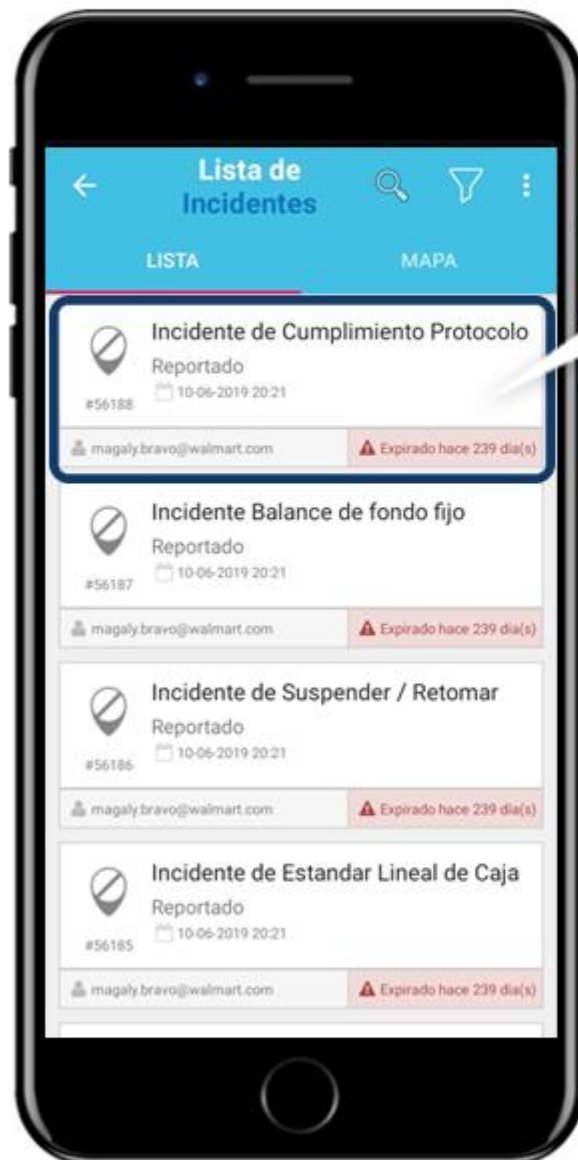 Lista de
Incidentes
LISTA
MAPA
Incidente de Cumplimiento Protocolo
Reportado
10-06-2019 20:21
#56188
magaly.bravo@walmart.com
Expirado hace 239 dia(s)
Incidente Balance de fondo fijo
Reportado
10-06-2019 20:21
#56187
magaly.bravo@walmart.com
Expirado hace 239 dia(s)
Incidente de Suspender / Retomar
Reportado
10-06-2019 20:21
#56186
magaly.bravo@walmart.com
Expirado hace 239 dia(s)
Incidente de Estandar Lineal de Caja
Reportado
10-06-2019 20:21
#56185
magaly.bravo@walmart.com
Expirado hace 239 dia(s)